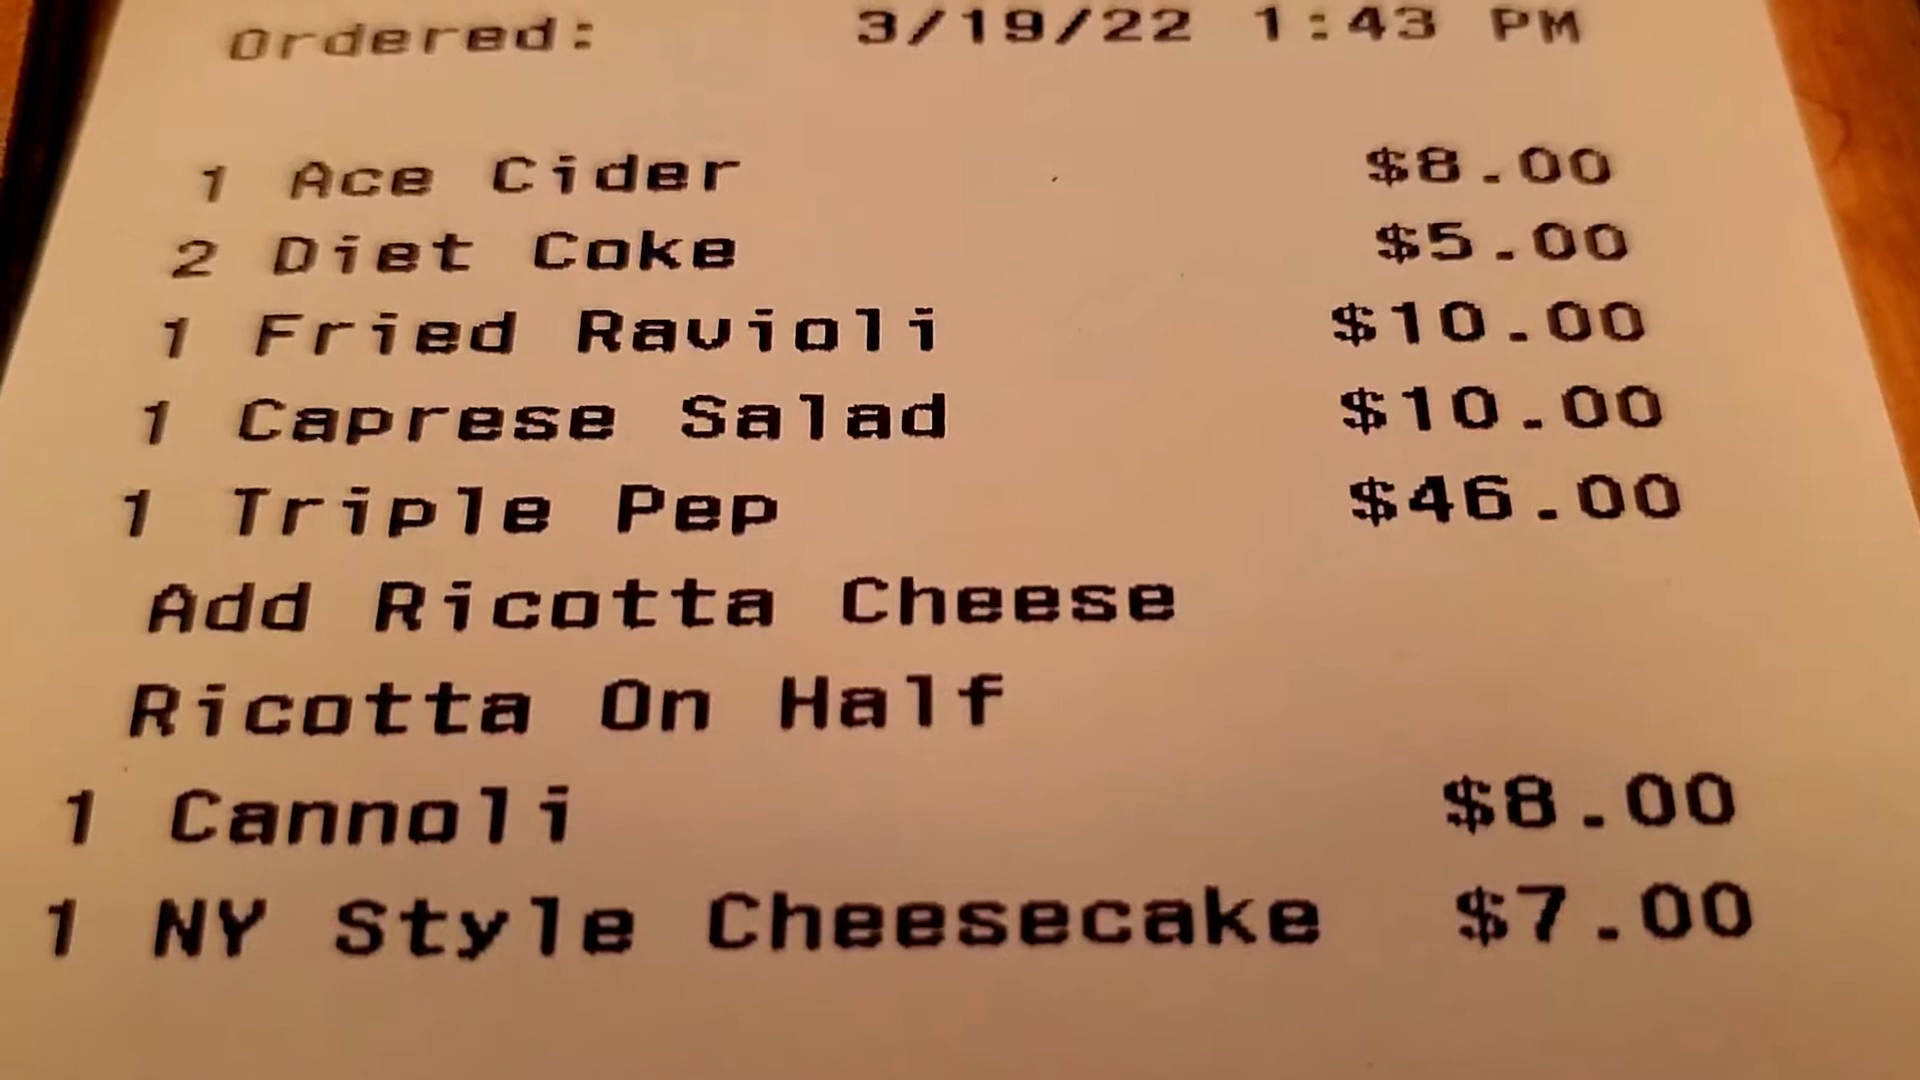 Ordered: 3/19/22 1:43 PM
1 Ace Cider $8.00
2 Diet Coke $5.00
1 Fried Ravioli $10.00
1 Caprese Salad $10.00
1 Triple Pep $46.00
Add Ricotta Cheese
Ricotta On Half
1 Cannoli $8.00
1 NY Style Cheesecake $7.00